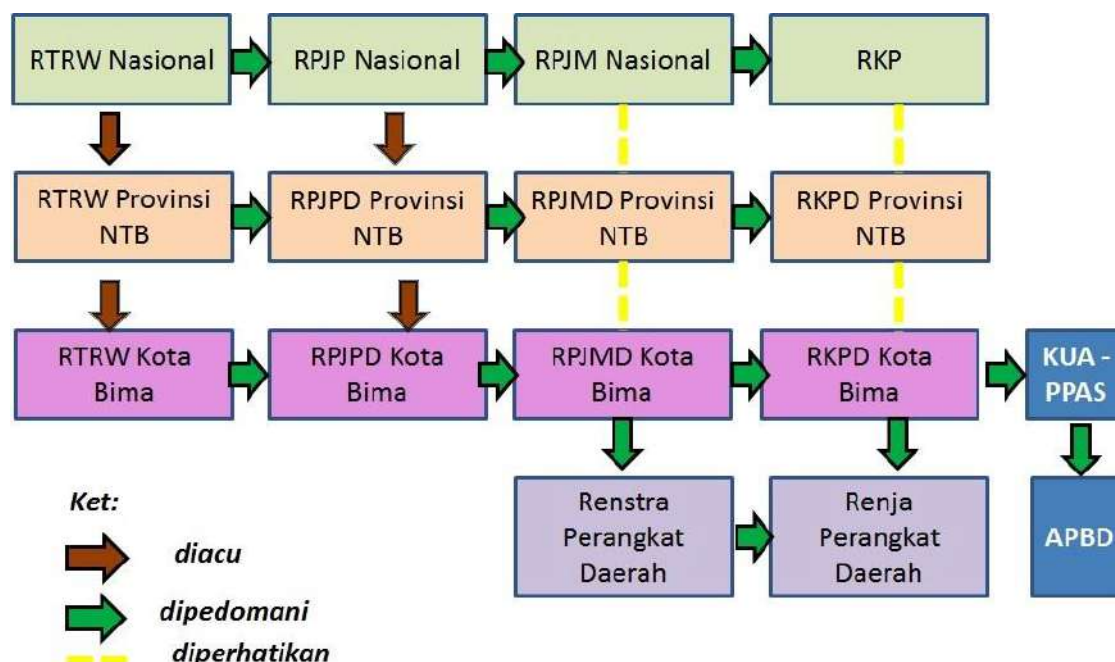 RTRW Nasional
RPJP Nasional
RPJM Nasional
RKP
RTRW Provinsi
NTB
RPJPD Provinsi
NTB
RPJMD Provinsi
NTB
RKPD Provinsi
NTB
RTRW Kota
Bima
RPJPD Kota
Bima
RPJMD Kota
Bima
RKPD Kota
Bima
KUA -
PPAS
Renstra
Perangkat
Daerah
Renja
Perangkat
Daerah
APBD
Ket:
diacu
dipedomani
diperhatikan